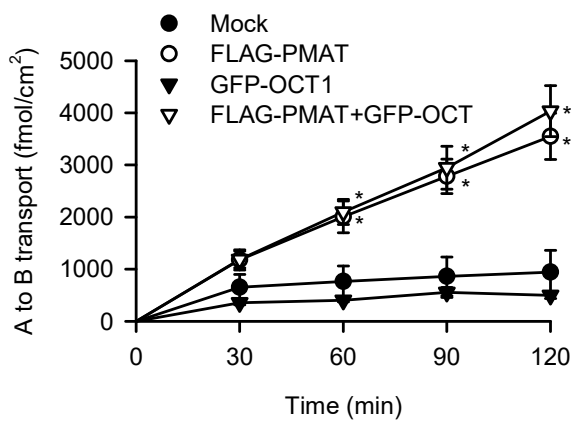 Mock
FLAG-PMAT
GFP-OCT1
FLAG-PMAT+GFP-OCT
A to B transport (fmol/cm²)
5000
4000
3000
2000
1000
0
* *
* *
* *
0 30 60 90 120
Time (min)